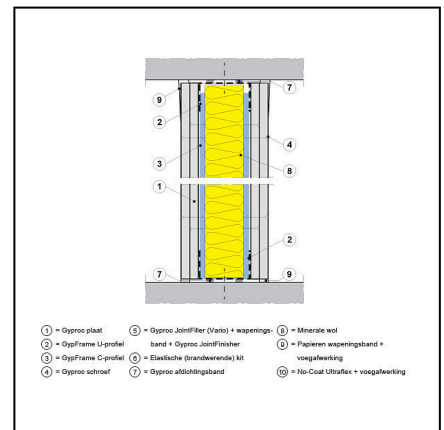 7
9
2
4
3
8
1
2
7
9
1 = Gyproc plaat
2 = GypFrame U-profiel
3 = GypFrame C-profiel
4 = Gyproc schroef
5 = Gyproc JointFiller (Vario) + wapenings-
band + Gyproc JointFinisher
6 = Elastische (brandwerende) kit
7 = Gyproc afdichtingsband
8 = Minerale wol
9 = Papieren wapeningsband +
voegafwerking
10 = No-Coat Ultraflex + voegafwerking